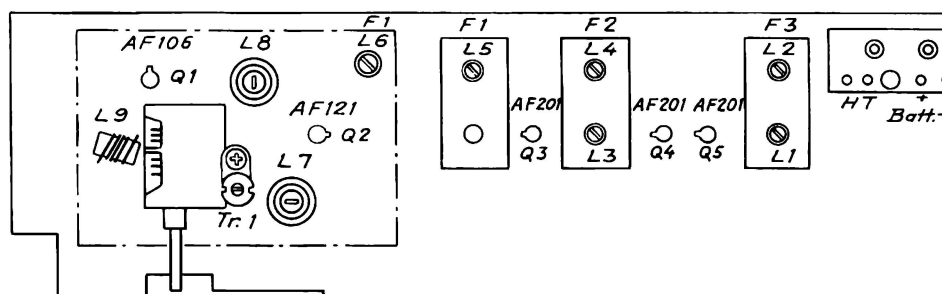 F1 F1 F2 F3
AF106 L8 L6 L5 L4 L2
Q1
AF121 AF201 AF201 AF201 HT + Batt.-
L9 Q2 Q3 Q4 Q5
L7 L3 L1
Tr. 1